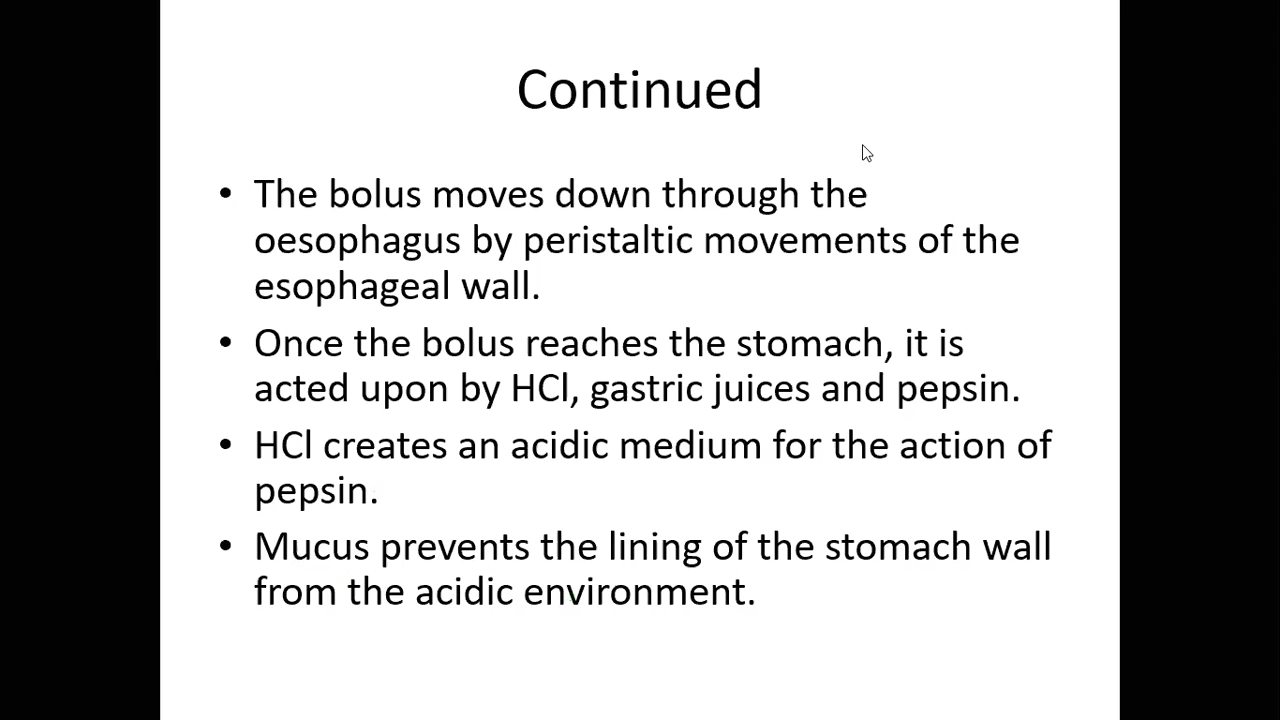 Continued
• The bolus moves down through the
oesophagus by peristaltic movements of the
esophageal wall.
• Once the bolus reaches the stomach, it is
acted upon by HCl, gastric juices and pepsin.
• HCl creates an acidic medium for the action of
pepsin.
• Mucus prevents the lining of the stomach wall
from the acidic environment.